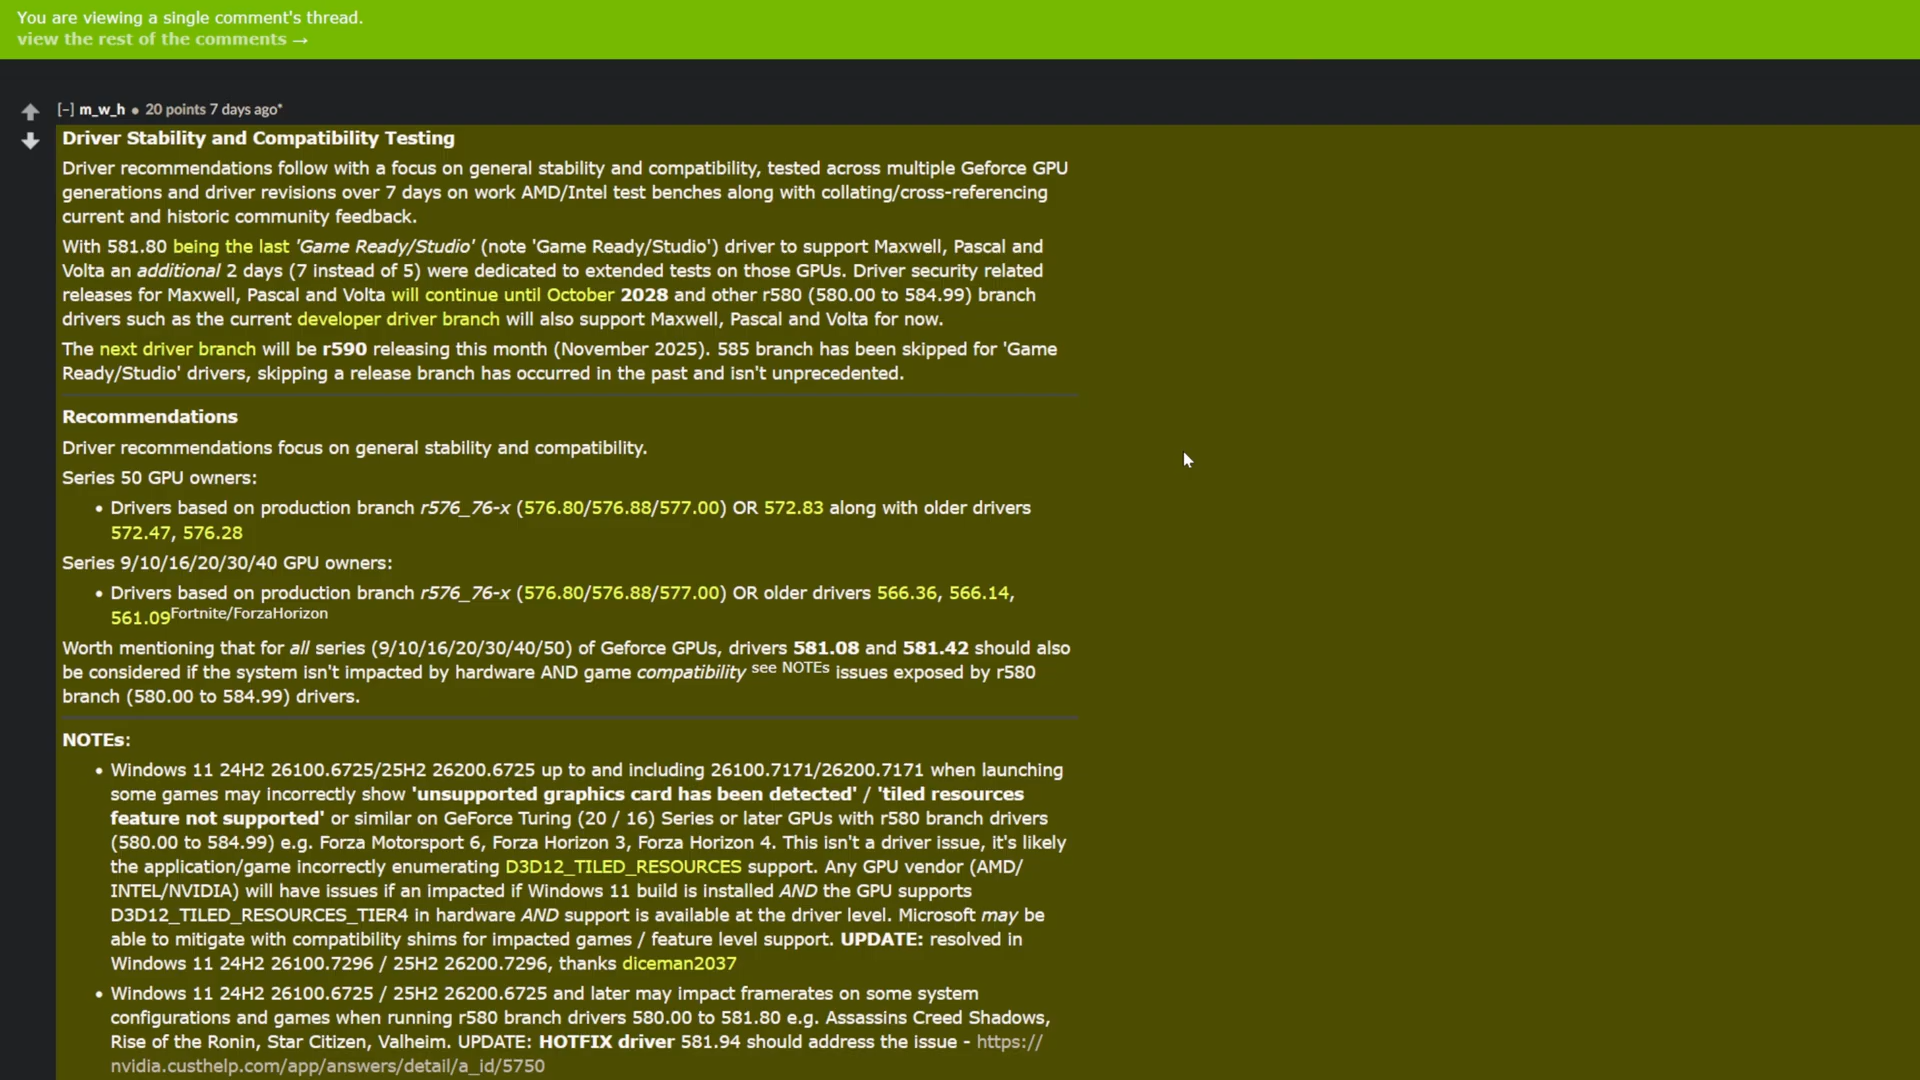 You are viewing a single comment's thread.
view the rest of the comments →
[–] m_w_h • 20 points 7 days ago*
Driver Stability and Compatibility Testing
Driver recommendations follow with a focus on general stability and compatibility, tested across multiple Geforce GPU
generations and driver revisions over 7 days on work AMD/Intel test benches along with collating/cross-referencing
current and historic community feedback.
With 581.80 being the last 'Game Ready/Studio' (note 'Game Ready/Studio') driver to support Maxwell, Pascal and
Volta an additional 2 days (7 instead of 5) were dedicated to extended tests on those GPUs. Driver security related
releases for Maxwell, Pascal and Volta will continue until October 2028 and other r580 (580.00 to 584.99) branch
drivers such as the current developer driver branch will also support Maxwell, Pascal and Volta for now.
The next driver branch will be r590 releasing this month (November 2025). 585 branch has been skipped for 'Game
Ready/Studio' drivers, skipping a release branch has occurred in the past and isn't unprecedented.
Recommendations
Driver recommendations focus on general stability and compatibility.
Series 50 GPU owners:
• Drivers based on production branch r576_76-x (576.80/576.88/577.00) OR 572.83 along with older drivers
572.47, 576.28
Series 9/10/16/20/30/40 GPU owners:
• Drivers based on production branch r576_76-x (576.80/576.88/577.00) OR older drivers 566.36, 566.14,
561.09Fortnite/ForzaHorizon
Worth mentioning that for all series (9/10/16/20/30/40/50) of Geforce GPUs, drivers 581.08 and 581.42 should also
be considered if the system isn't impacted by hardware AND game compatibility see NOTEs issues exposed by r580
branch (580.00 to 584.99) drivers.
NOTEs:
• Windows 11 24H2 26100.6725/25H2 26200.6725 up to and including 26100.7171/26200.7171 when launching
some games may incorrectly show 'unsupported graphics card has been detected' / 'tiled resources
feature not supported' or similar on GeForce Turing (20 / 16) Series or later GPUs with r580 branch drivers
(580.00 to 584.99) e.g. Forza Motorsport 6, Forza Horizon 3, Forza Horizon 4. This isn't a driver issue, it's likely
the application/game incorrectly enumerating D3D12_TILED_RESOURCES support. Any GPU vendor (AMD/
INTEL/NVIDIA) will have issues if an impacted if Windows 11 build is installed AND the GPU supports
D3D12_TILED_RESOURCES_TIER4 in hardware AND support is available at the driver level. Microsoft may be
able to mitigate with compatibility shims for impacted games / feature level support. UPDATE: resolved in
Windows 11 24H2 26100.7296 / 25H2 26200.7296, thanks diceman2037
• Windows 11 24H2 26100.6725 / 25H2 26200.6725 and later may impact framerates on some system
configurations and games when running r580 branch drivers 580.00 to 581.80 e.g. Assassins Creed Shadows,
Rise of the Ronin, Star Citizen, Valheim. UPDATE: HOTFIX driver 581.94 should address the issue - https://
nvidia.custhelp.com/app/answers/detail/a_id/5750